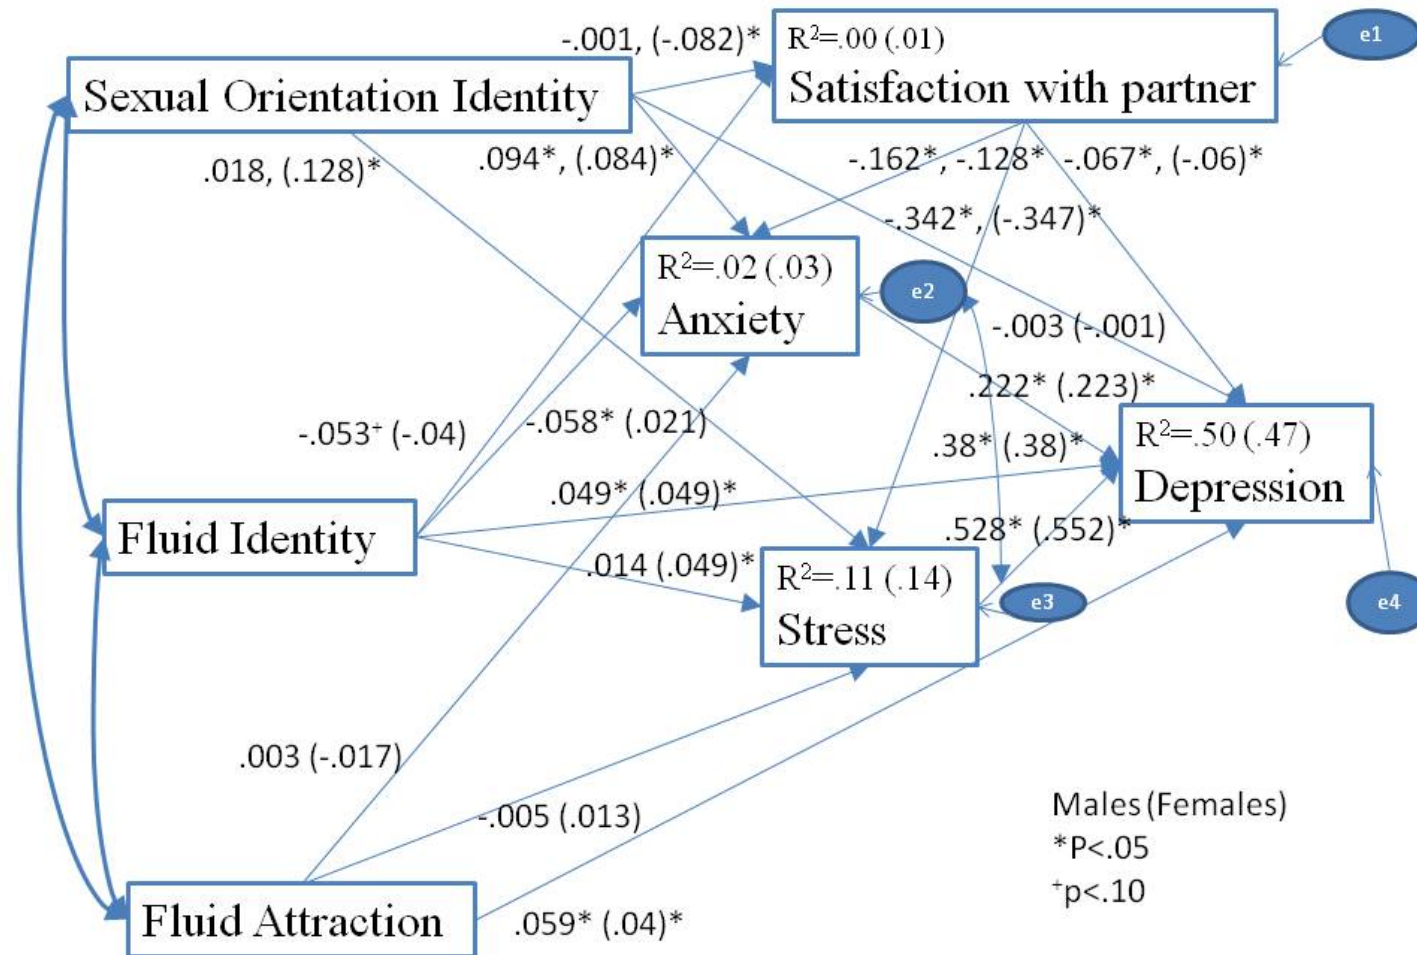 -.001, (-.082)*
R²=.00 (.01)
Satisfaction with partner
e1
Sexual Orientation Identity
.018, (.128)*
.094*, (.084)*
-.162*, -.128*
-.067*, (-.06)*
-.342*, (-.347)*
R²=.02 (.03)
Anxiety
e2
-.003 (-.001)
.222* (.223)*
-.053⁺ (-.04)
-.058* (.021)
.38* (.38)*
R²=.50 (.47)
Depression
.049* (.049)*
Fluid Identity
.528* (.552)*
.014 (.049)*
R²=.11 (.14)
Stress
e3
e4
.003 (-.017)
-.005 (.013)
Males (Females)
*P<.05
⁺p<.10
Fluid Attraction
.059* (.04)*